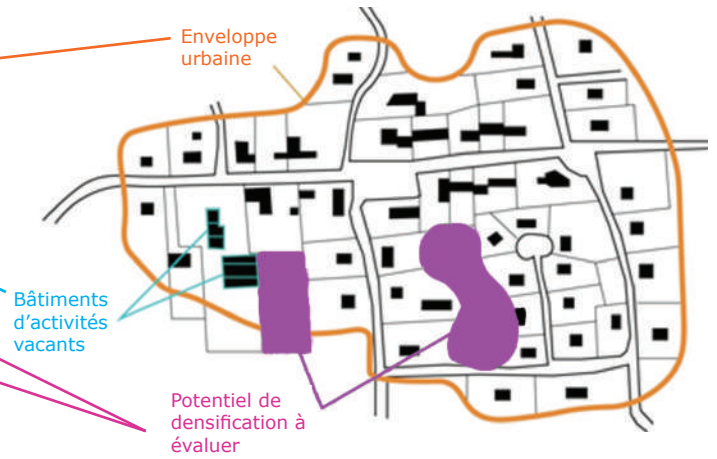 Enveloppe
urbaine
Bâtiments
d’activités
vacants
Potentiel de
densification à
évaluer